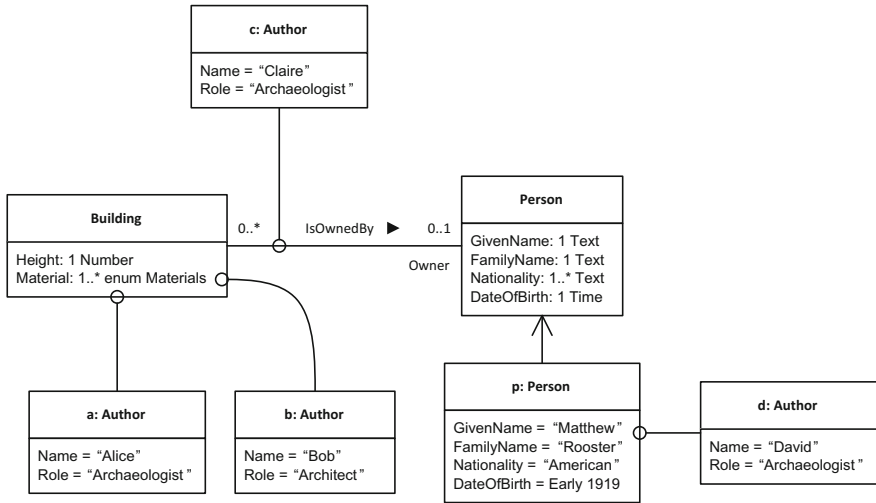 c: Author
Name = “Claire”
Role = “Archaeologist”
Building
Height: 1 Number
Material: 1..* enum Materials
0..*
IsOwnedBy ►
0..1
Owner
Person
GivenName: 1 Text
FamilyName: 1 Text
Nationality: 1..* Text
DateOfBirth: 1 Time
a: Author
Name = “Alice”
Role = “Archaeologist”
b: Author
Name = “Bob”
Role = “Architect”
p: Person
GivenName = “Matthew”
FamilyName = “Rooster”
Nationality = “American”
DateOfBirth = Early 1919
d: Author
Name = “David”
Role = “Archaeologist”